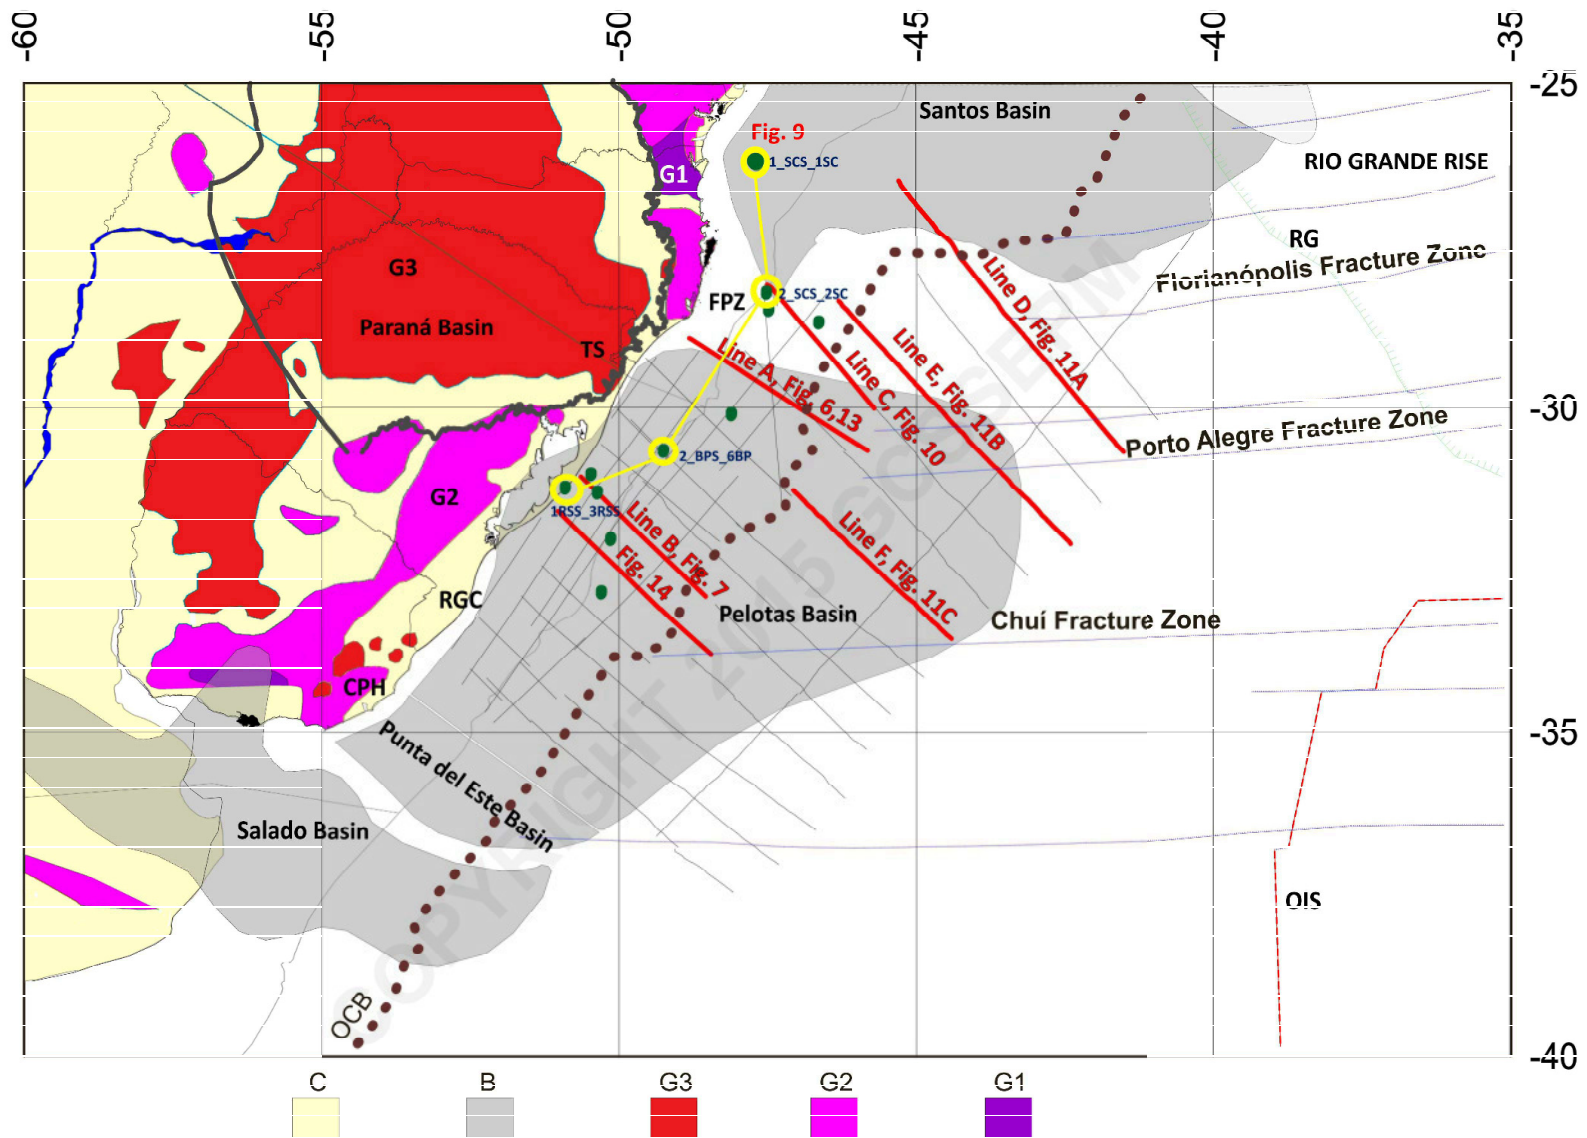 -60
-55
-50
-45
-40
-35
-25
Santos Basin
Fig. 9
1_SCS_1SC
RIO GRANDE RISE
G1
RG
Florianópolis Fracture Zone
G3
FPZ
2_SCS_2SC
Line D, Fig. 11A
Paraná Basin
TS
Line A, Fig. 6,13
Line C, Fig. 10
Line E, Fig. 11B
-30
Porto Alegre Fracture Zone
2_BPS_6BP
G2
1RSS_3RSS
Line B, Fig. 7
Fig. 14
Line F, Fig. 11C
RGC
Pelotas Basin
Chuí Fracture Zone
CPH
-35
Punta del Este Basin
Salado Basin
OIS
OCB
-40
COPYRIGHT 2015 GCSSEPM
C
B
G3
G2
G1